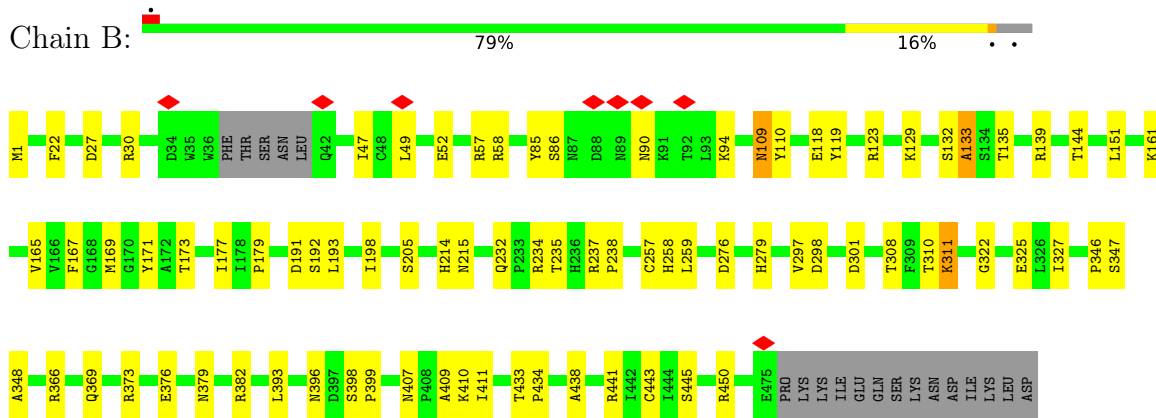 •
Chain B:
79% 16% • •
M1 F22 D27 R30 D34 W35 W36 PHE THR SER ASN LEU Q42 I47 C48 L49 E52 R57 R58 Y85 S86 N87 D88 N89 N90 K91 T92 L93 K94 N109 Y110 E118 Y119 R123 K129 S132 A133 S134 T135 R139 T144 L151 K161
V165 V166 F167 G168 M169 G170 Y171 A172 T173 I177 I178 P179 D191 S192 L193 I198 S205 H214 N215 Q232 P233 R234 T235 H236 R237 P238 C257 H258 L259 D276 H279 V297 D298 D301 T308 F309 T310 K311 G322 E325 L326 I327 P346 S347
A348 R366 Q369 R373 E376 N379 R382 L393 N396 D397 S398 P399 N407 P408 A409 K410 I411 T433 P434 A438 R441 I442 C443 I444 S445 R450 E475 PRO LYS LYS ILE GLU GLN SER LYS ASN ASP ILE LYS LEU ASP